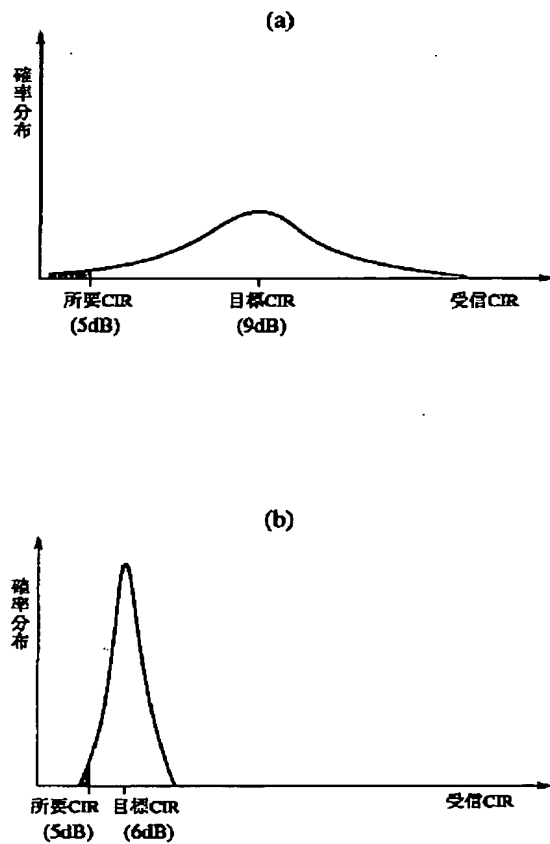 (a)
確率分布
所要CIR
(5dB)
目標CIR
(9dB)
受信CIR
(b)
確率分布
所要CIR
(5dB)
目標CIR
(6dB)
受信CIR